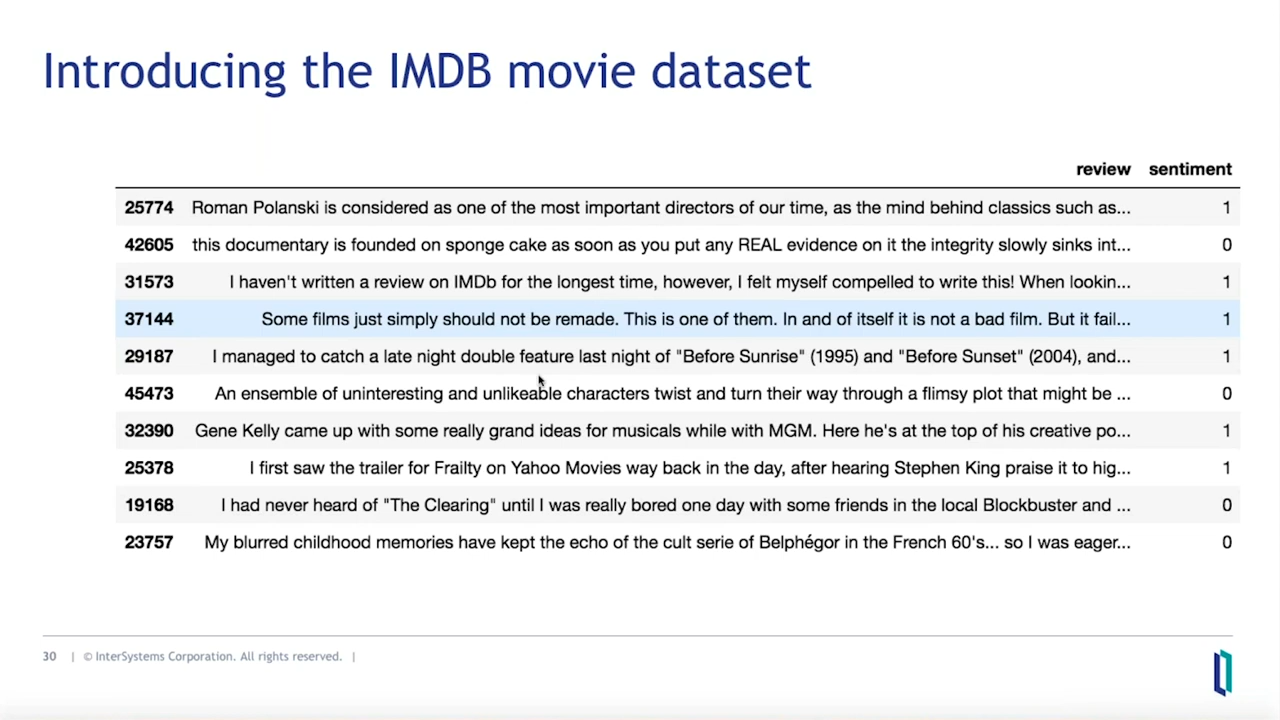 Introducing the IMDB movie dataset
review sentiment
25774 Roman Polanski is considered as one of the most important directors of our time, as the mind behind classics such as... 1
42605 this documentary is founded on sponge cake as soon as you put any REAL evidence on it the integrity slowly sinks int... 0
31573 I haven't written a review on IMDb for the longest time, however, I felt myself compelled to write this! When lookin... 1
37144 Some films just simply should not be remade. This is one of them. In and of itself it is not a bad film. But it fail... 1
29187 I managed to catch a late night double feature last night of "Before Sunrise" (1995) and "Before Sunset" (2004), and... 1
45473 An ensemble of uninteresting and unlikeable characters twist and turn their way through a flimsy plot that might be ... 0
32390 Gene Kelly came up with some really grand ideas for musicals while with MGM. Here he's at the top of his creative po... 1
25378 I first saw the trailer for Frailty on Yahoo Movies way back in the day, after hearing Stephen King praise it to hig... 1
19168 I had never heard of "The Clearing" until I was really bored one day with some friends in the local Blockbuster and ... 0
23757 My blurred childhood memories have kept the echo of the cult serie of Belphégor in the French 60's... so I was eager... 0
30 | © InterSystems Corporation. All rights reserved. |